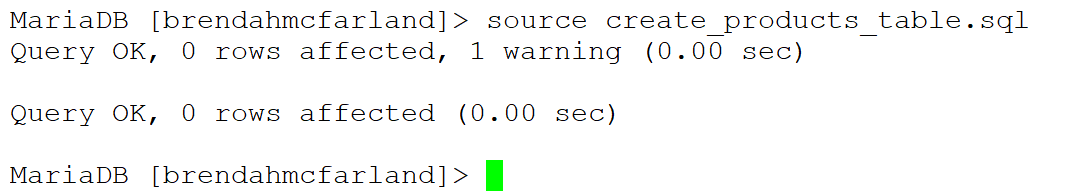 MariaDB [brendahmcfarland]> source create_products_table.sql
Query OK, 0 rows affected, 1 warning (0.00 sec)
Query OK, 0 rows affected (0.00 sec)
MariaDB [brendahmcfarland]>